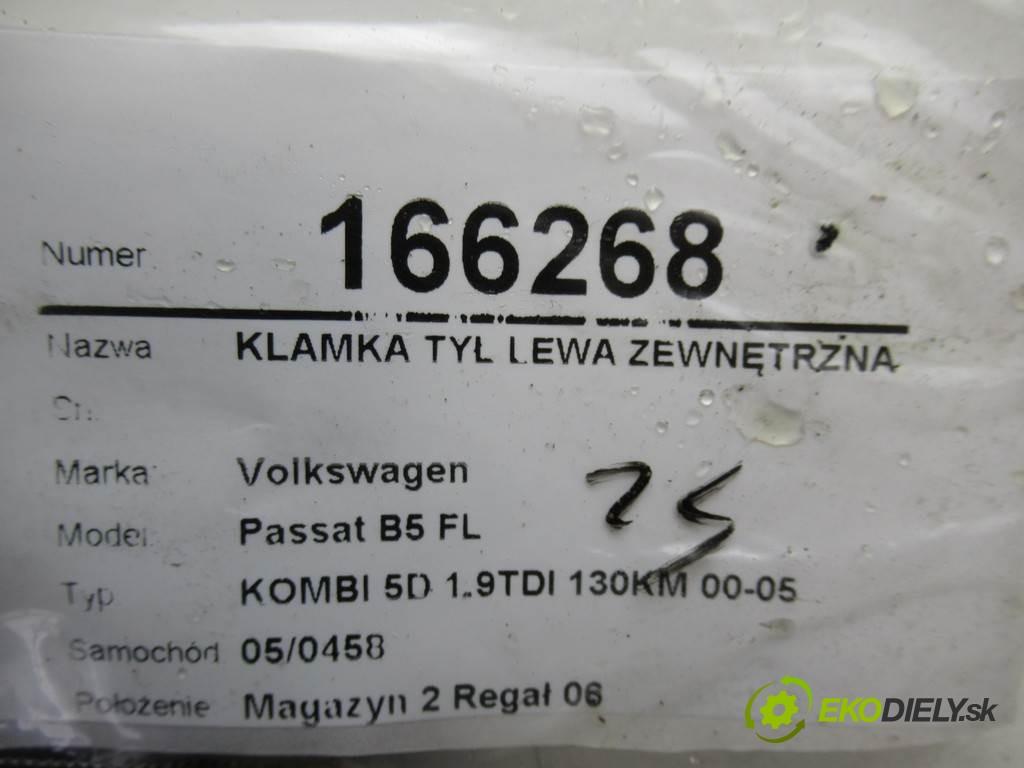 Numer 166268
Nazwa KLAMKA TYŁ LEWA ZEWNĘTRZNA
Marka Volkswagen
Model Passat B5 FL
25
Typ KOMBI 5D 1.9TDI 130KM 00-05
Samochód 05/0458
Położenie Magazyn 2 Regał 06
EKODIELY.sk